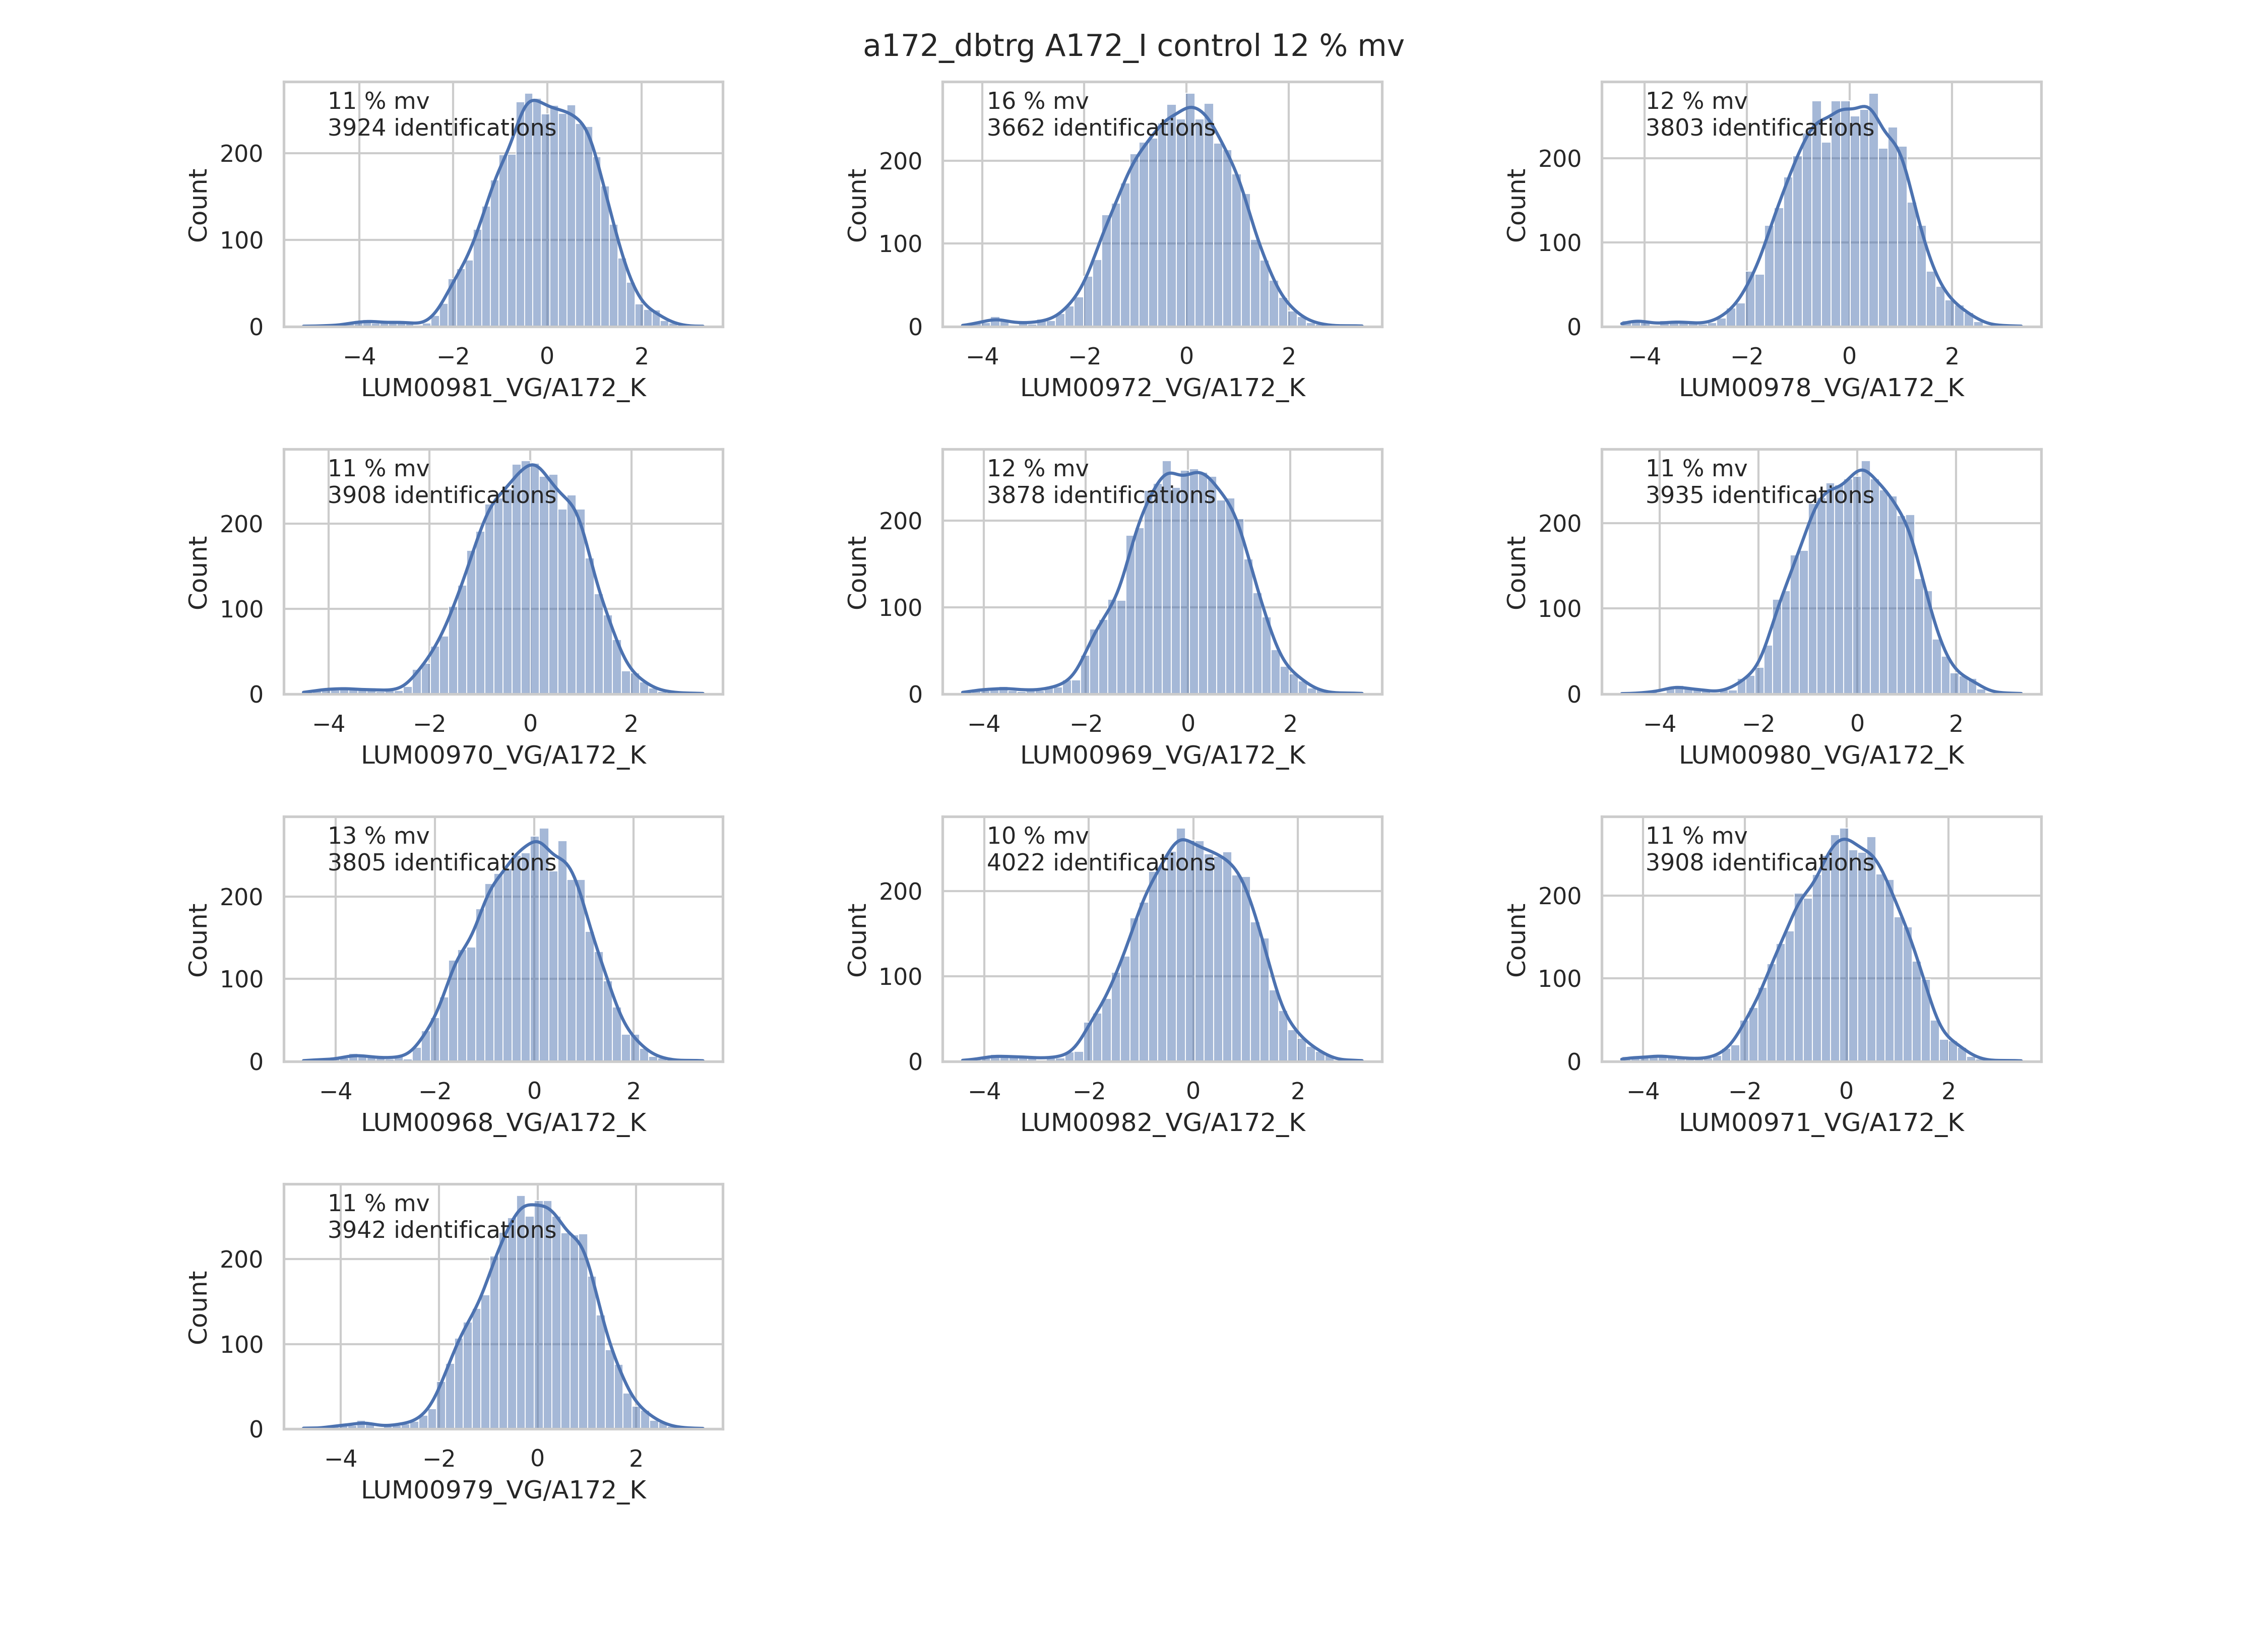 a172_dbtrg A172_I control 12 % mv
11 % mv
3924 identifications
Count
200
100
0
−4 −2 0 2
LUM00981_VG/A172_K
16 % mv
3662 identifications
Count
200
100
0
−4 −2 0 2
LUM00972_VG/A172_K
12 % mv
3803 identifications
Count
200
100
0
−4 −2 0 2
LUM00978_VG/A172_K
11 % mv
3908 identifications
Count
200
100
0
−4 −2 0 2
LUM00970_VG/A172_K
12 % mv
3878 identifications
Count
200
100
0
−4 −2 0 2
LUM00969_VG/A172_K
11 % mv
3935 identifications
Count
200
100
0
−4 −2 0 2
LUM00980_VG/A172_K
13 % mv
3805 identifications
Count
200
100
0
−4 −2 0 2
LUM00968_VG/A172_K
10 % mv
4022 identifications
Count
200
100
0
−4 −2 0 2
LUM00982_VG/A172_K
11 % mv
3908 identifications
Count
200
100
0
−4 −2 0 2
LUM00971_VG/A172_K
11 % mv
3942 identifications
Count
200
100
0
−4 −2 0 2
LUM00979_VG/A172_K